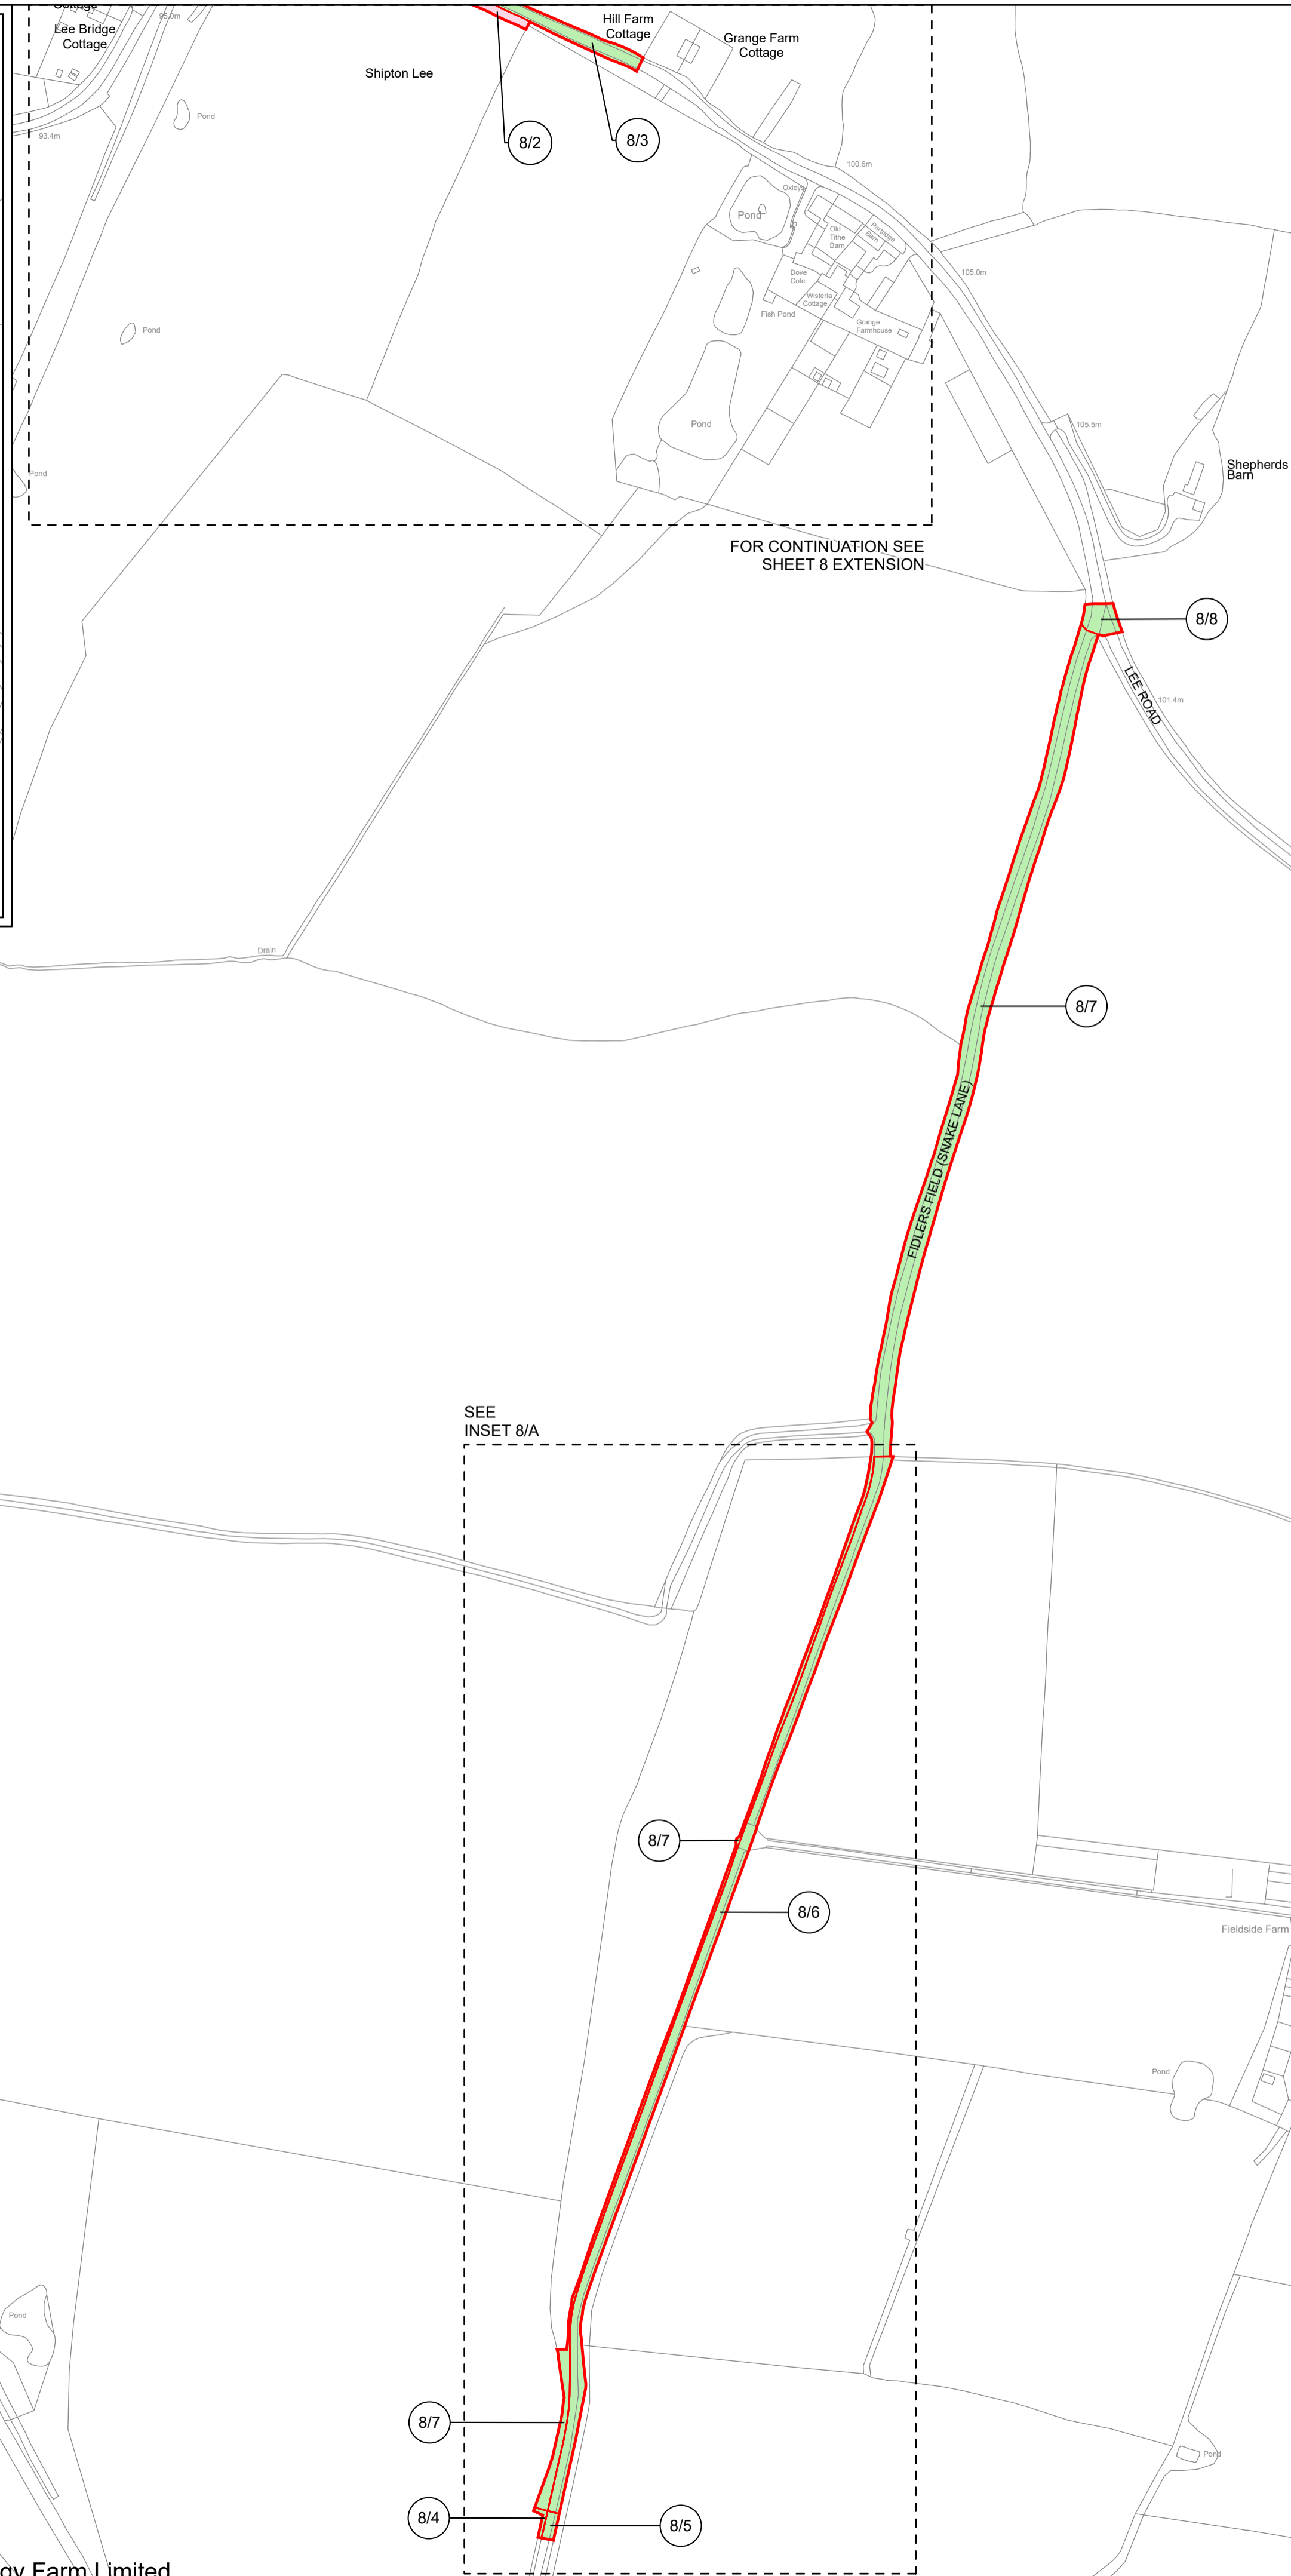 Cottage
95.0m
Lee Bridge
Cottage
Hill Farm
Cottage
Grange Farm
Cottage
Shipton Lee
Pond
93.4m
8/2
8/3
100.6m
Oxleys
Pond
Old
Tithe
Barn
Partridge
Barn
105.0m
Dove
Cote
Wisteria
Cottage
Fish Pond
Grange
Farmhouse
Pond
Pond
105.5m
Shepherds
Barn
Pond
FOR CONTINUATION SEE
SHEET 8 EXTENSION
8/8
LEE ROAD
101.4m
Drain
8/7
FIDLERS FIELD (SNAKE LANE)
SEE
INSET 8/A
8/7
8/6
Fieldside Farm
Pond
Pond
8/7
Pond
8/4
8/5
gy Farm Limited